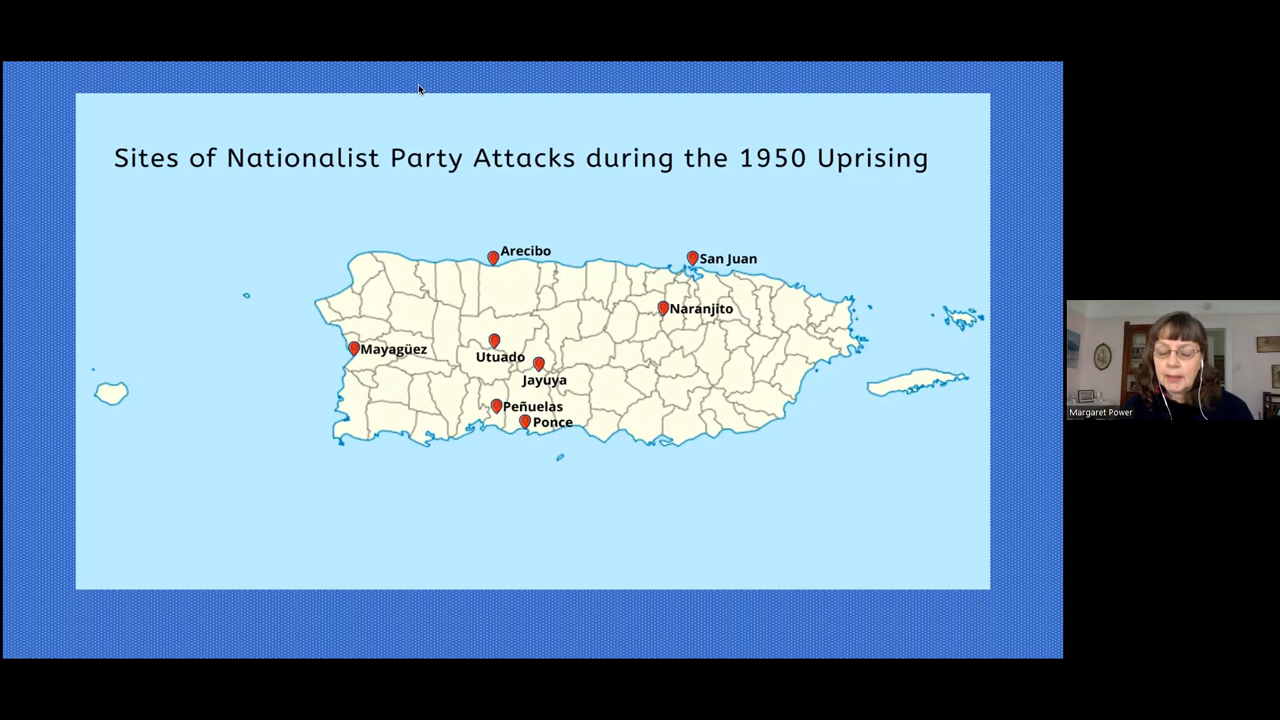 Sites of Nationalist Party Attacks during the 1950 Uprising
Arecibo
San Juan
Naranjito
Mayagüez
Utuado
Jayuya
Peñuelas
Ponce
Margaret Power